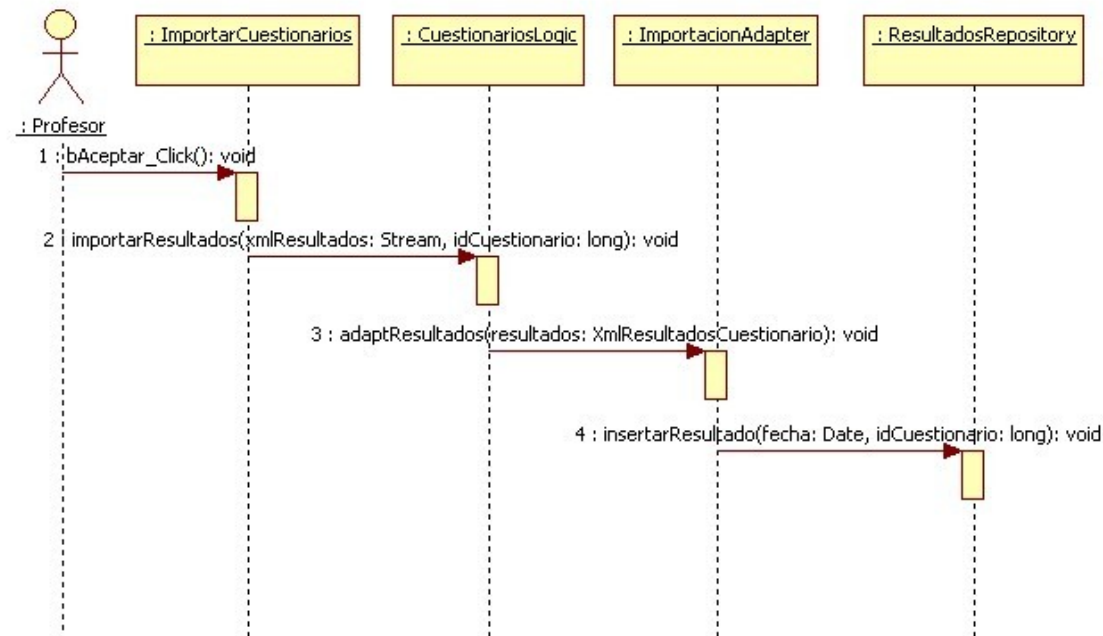 : ImportarCuestionarios
: CuestionariosLogic
: ImportacionAdapter
: ResultadosRepository
: Profesor
1 : bAceptar_Click(): void
2 : importarResultados(xmlResultados: Stream, idCuestionario: long): void
3 : adaptResultados(resultados: XmlResultadosCuestionario): void
4 : insertarResultado(fecha: Date, idCuestionario: long): void